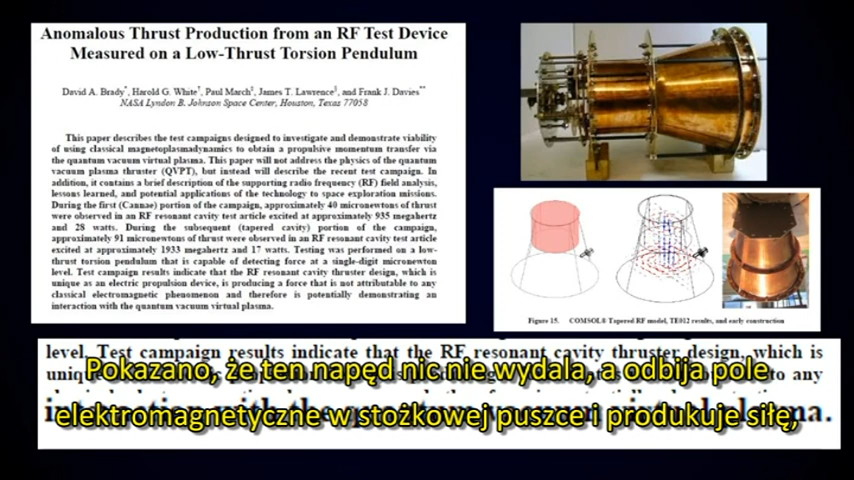 Anomalous Thrust Production from an RF Test Device
Measured on a Low-Thrust Torsion Pendulum
David A. Brady*, Harold G. White†, Paul March‡, James T. Lawrence§, and Frank J. Davies**
NASA Lyndon B. Johnson Space Center, Houston, Texas 77058
This paper describes the test campaigns designed to investigate and demonstrate viability
of using classical magnetoplasmadynamics to obtain a propulsive momentum transfer via
the quantum vacuum virtual plasma. This paper will not address the physics of the quantum
vacuum plasma thruster (QVPT), but instead will describe the recent test campaign. In
addition, it contains a brief description of the supporting radio frequency (RF) field analysis,
lessons learned, and potential applications of the technology to space exploration missions.
During the first (Cannae) portion of the campaign, approximately 40 micronewtons of thrust
were observed in an RF resonant cavity test article excited at approximately 935 megahertz
and 28 watts. During the subsequent (tapered cavity) portion of the campaign,
approximately 91 micronewtons of thrust were observed in an RF resonant cavity test article
excited at approximately 1933 megahertz and 17 watts. Testing was performed on a low-
thrust torsion pendulum that is capable of detecting force at a single-digit micronewton
level. Test campaign results indicate that the RF resonant cavity thruster design, which is
unique as an electric propulsion device, is producing a force that is not attributable to any
classical electromagnetic phenomenon and therefore is potentially demonstrating an
interaction with the quantum vacuum virtual plasma.
Figure 15. COMSOL® Tapered RF model, TE012 results, and early construction
level. Test campaign results indicate that the RF resonant cavity thruster design, which is
Pokazano, że ten napęd nic nie wydala, a odbija pole
elektromagnetyczne w stożkowej puszce i produkuje siłę,